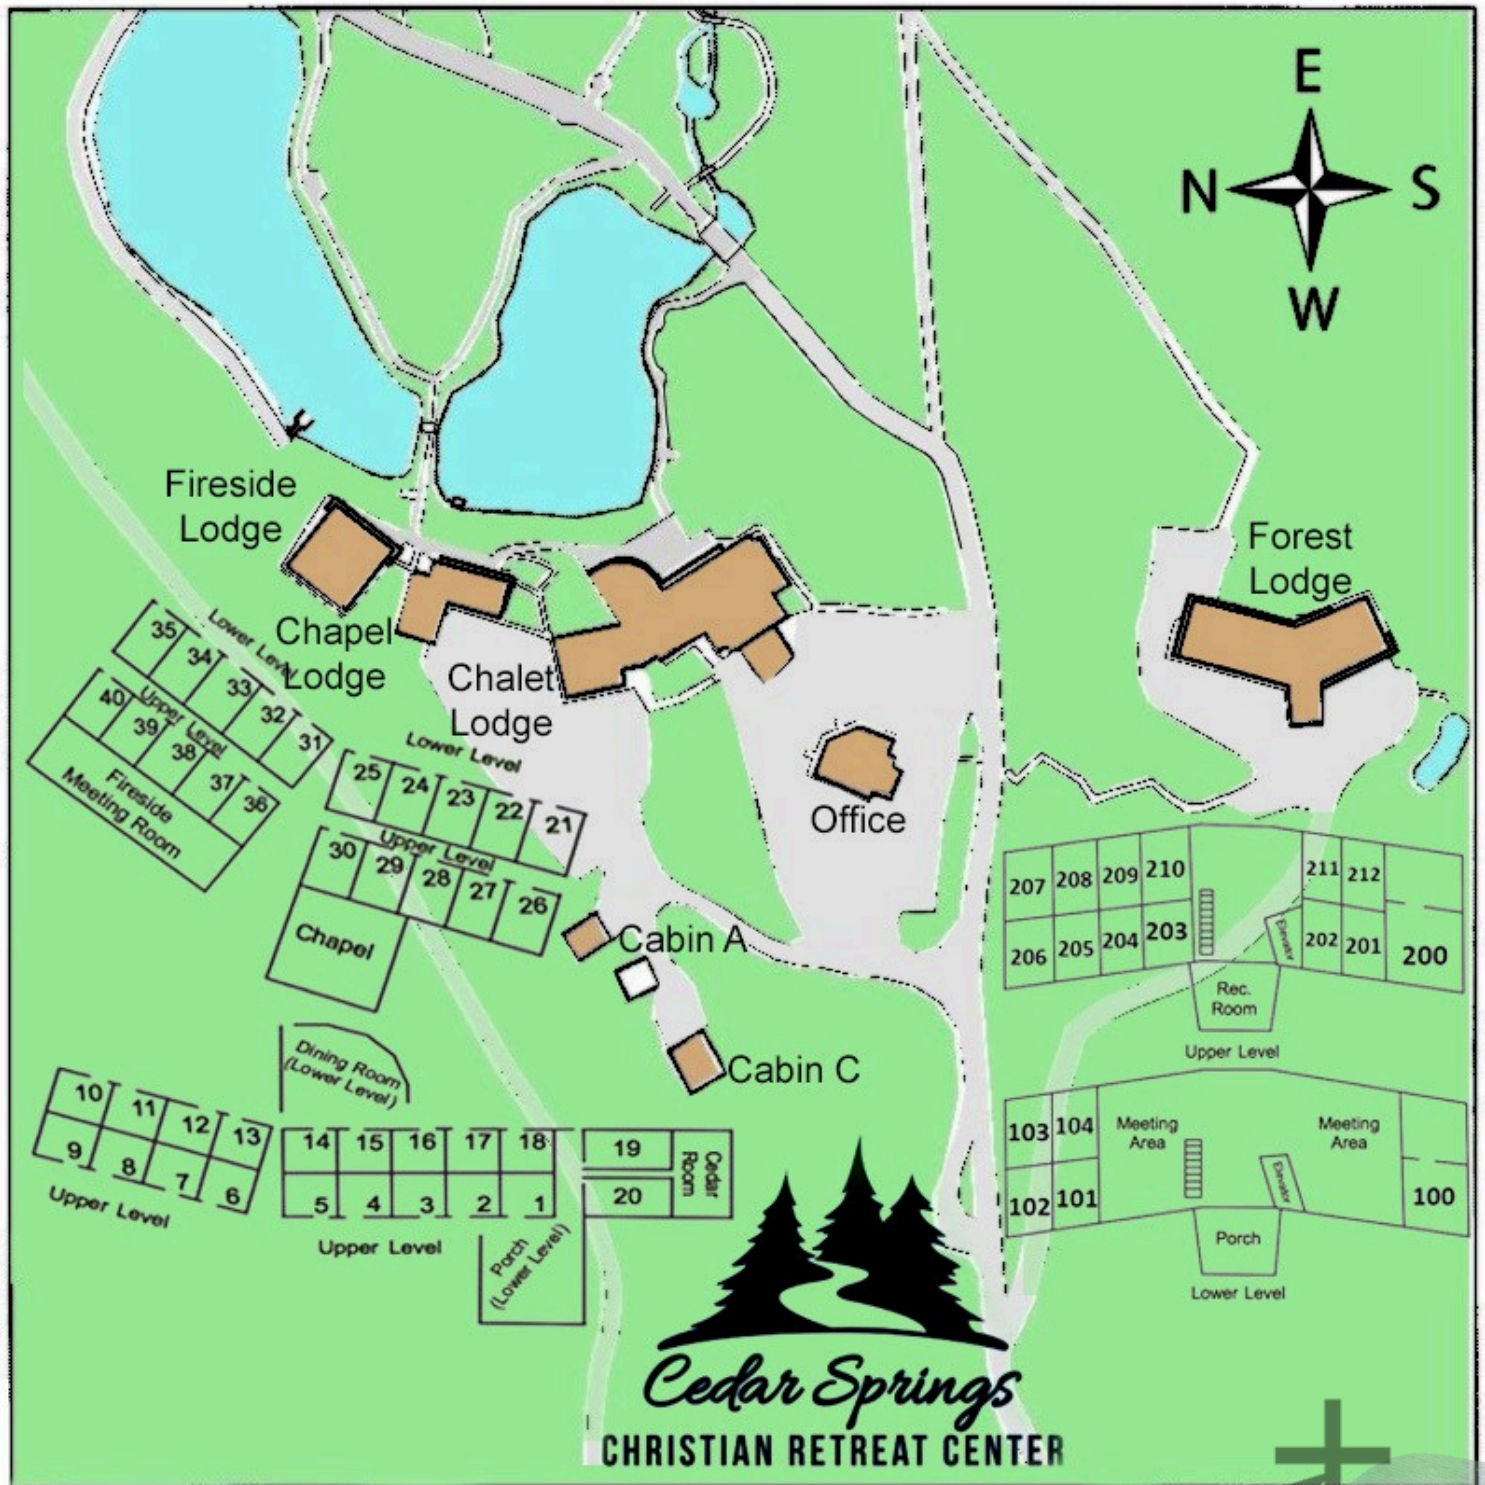 E
N
S
W
Fireside
Lodge
Forest
Lodge
Chapel
Lodge
Chalet
Lodge
Office
Cabin A
Cabin C
Lower Level
35
34
33
32
31
Upper Level
40
39
38
37
36
Fireside
Meeting Room
Lower Level
25
24
23
22
21
Upper Level
30
29
28
27
26
Chapel
Dining Room
(Lower Level)
10
11
12
13
9
8
7
6
Upper Level
14
15
16
17
18
5
4
3
2
1
Upper Level
19
20
Cedar
Room
Porch
(Lower Level)
207
208
209
210
211
212
206
205
204
203
202
201
200
Elevator
Rec.
Room
Upper Level
103
104
Meeting
Area
Meeting
Area
102
101
Elevator
100
Porch
Lower Level
Cedar Springs
CHRISTIAN RETREAT CENTER